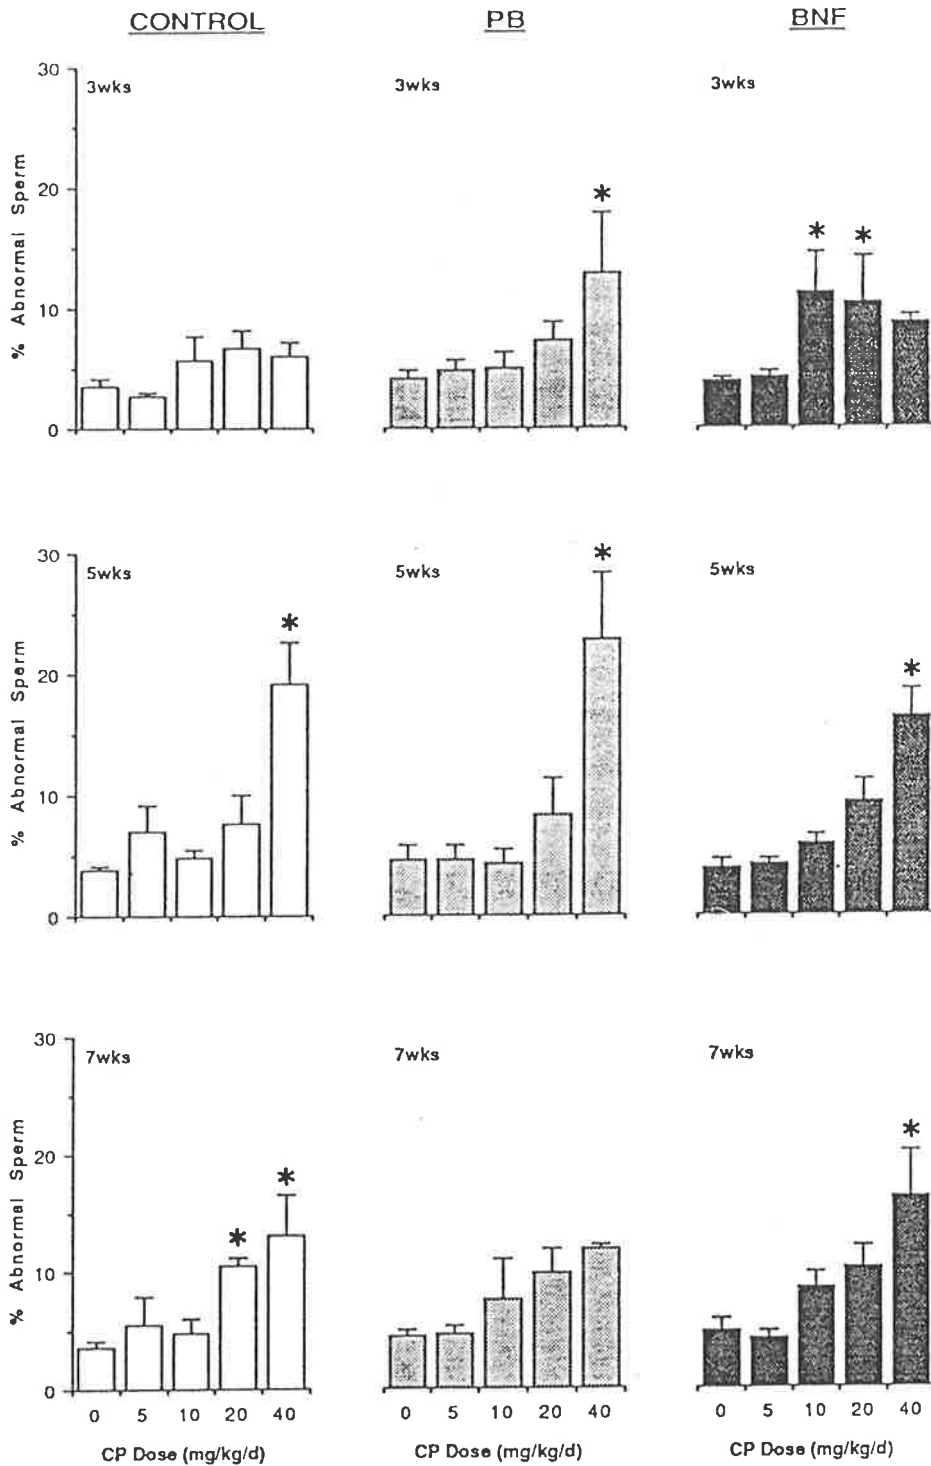 CONTROL PB BNF
30
3wks 3wks 3wks
20
10
0
% Abnormal Sperm
* * *
30
5wks 5wks 5wks
20
10
0
% Abnormal Sperm
* * *
30
7wks 7wks 7wks
20
10
0
% Abnormal Sperm
* * *
0 5 10 20 40 0 5 10 20 40 0 5 10 20 40
CP Dose (mg/kg/d) CP Dose (mg/kg/d) CP Dose (mg/kg/d)